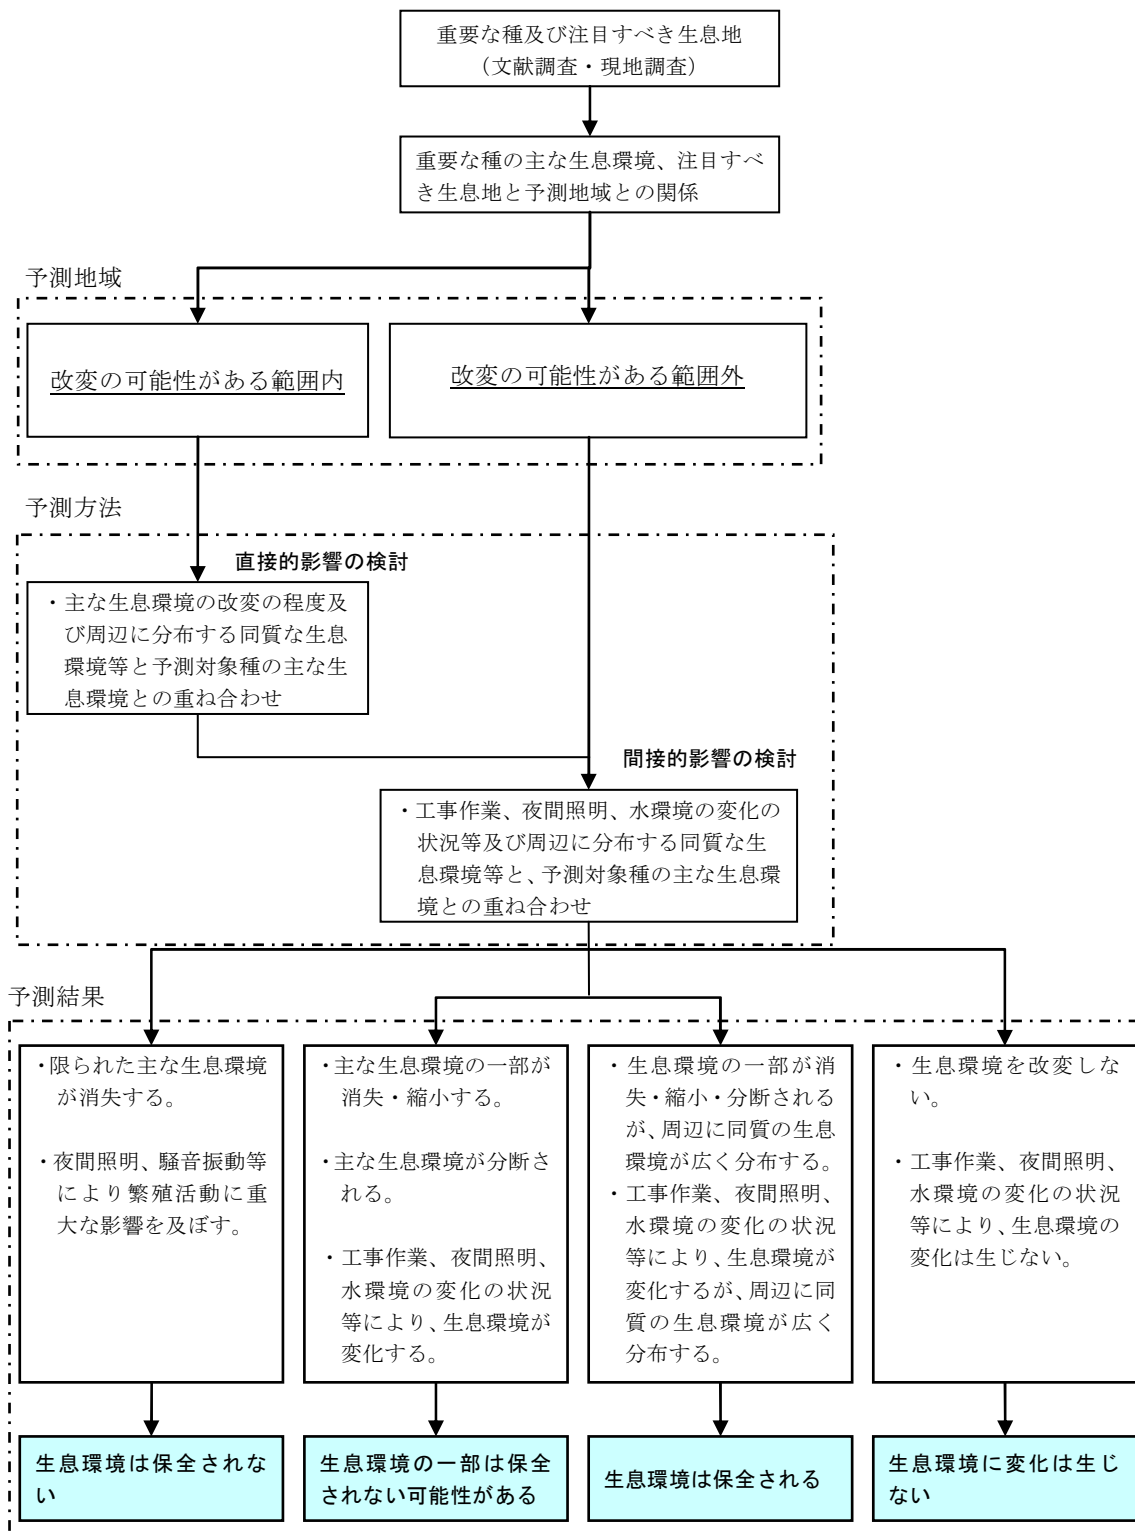 重要な種及び注目すべき生息地
（文献調査・現地調査）
重要な種の主な生息環境、注目すべ
き生息地と予測地域との関係
予測地域
改変の可能性がある範囲内
改変の可能性がある範囲外
予測方法
直接的影響の検討
・主な生息環境の改変の程度及
び周辺に分布する同質な生息
環境等と予測対象種の主な生
息環境との重ね合わせ
間接的影響の検討
・工事作業、夜間照明、水環境の変化の
状況等及び周辺に分布する同質な生
息環境等と、予測対象種の主な生息環
境との重ね合わせ
予測結果
・限られた主な生息環境
が消失する。
・夜間照明、騒音振動等
により繁殖活動に重
大な影響を及ぼす。
・主な生息環境の一部が
消失・縮小する。
・主な生息環境が分断さ
れる。
・工事作業、夜間照明、
水環境の変化の状況
等により、生息環境が
変化する。
・生息環境の一部が消
失・縮小・分断される
が、周辺に同質の生息
環境が広く分布する。
・工事作業、夜間照明、
水環境の変化の状況
等により、生息環境が
変化するが、周辺に同
質の生息環境が広く
分布する。
・生息環境を改変しな
い。
・工事作業、夜間照明、
水環境の変化の状況
等により、生息環境の
変化は生じない。
生息環境は保全されな
い
生息環境の一部は保全
されない可能性がある
生息環境は保全される
生息環境に変化は生じ
ない